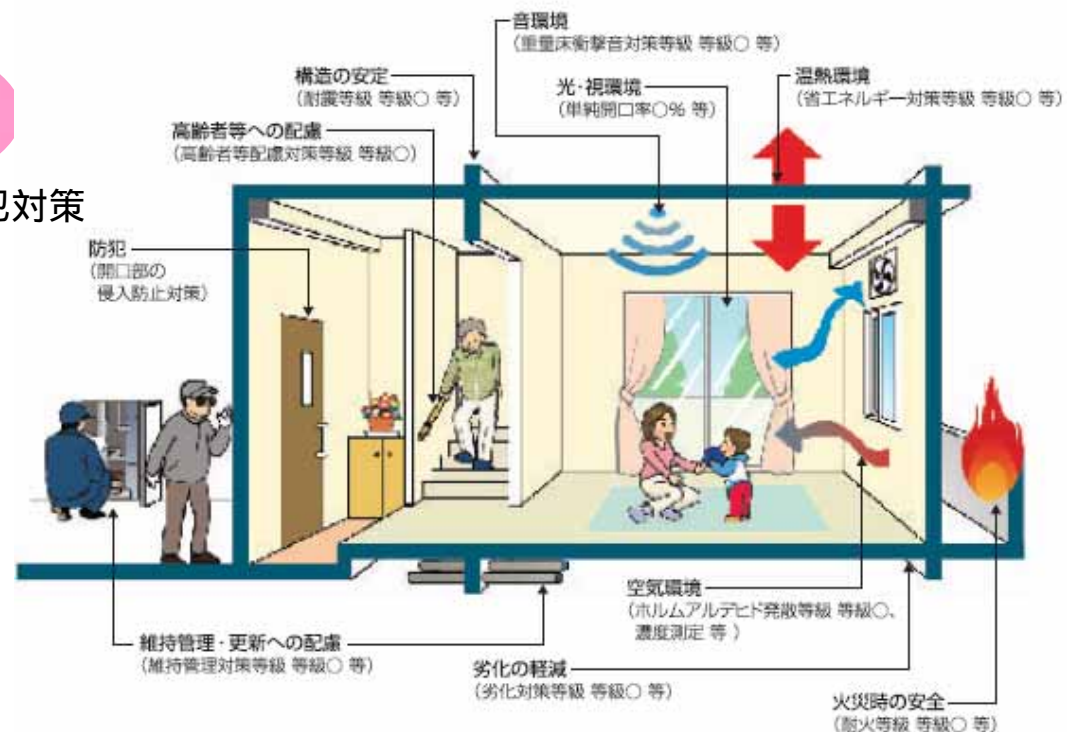 音環境
（重量床衝撃音対策等級 等級○ 等）
構造の安定
（耐震等級 等級○ 等）
光・視環境
（単純開口率○% 等）
温熱環境
（省エネルギー対策等級 等級○ 等）
高齢者等への配慮
（高齢者等配慮対策等級 等級○）
対策
防犯
（開口部の
侵入防止対策）
空気環境
（ホルムアルデヒド発散等級 等級○、
濃度測定 等 ）
維持管理・更新への配慮
（維持管理対策等級 等級○ 等）
劣化の軽減
（劣化対策等級 等級○ 等）
火災時の安全
（耐火等級 等級○ 等）